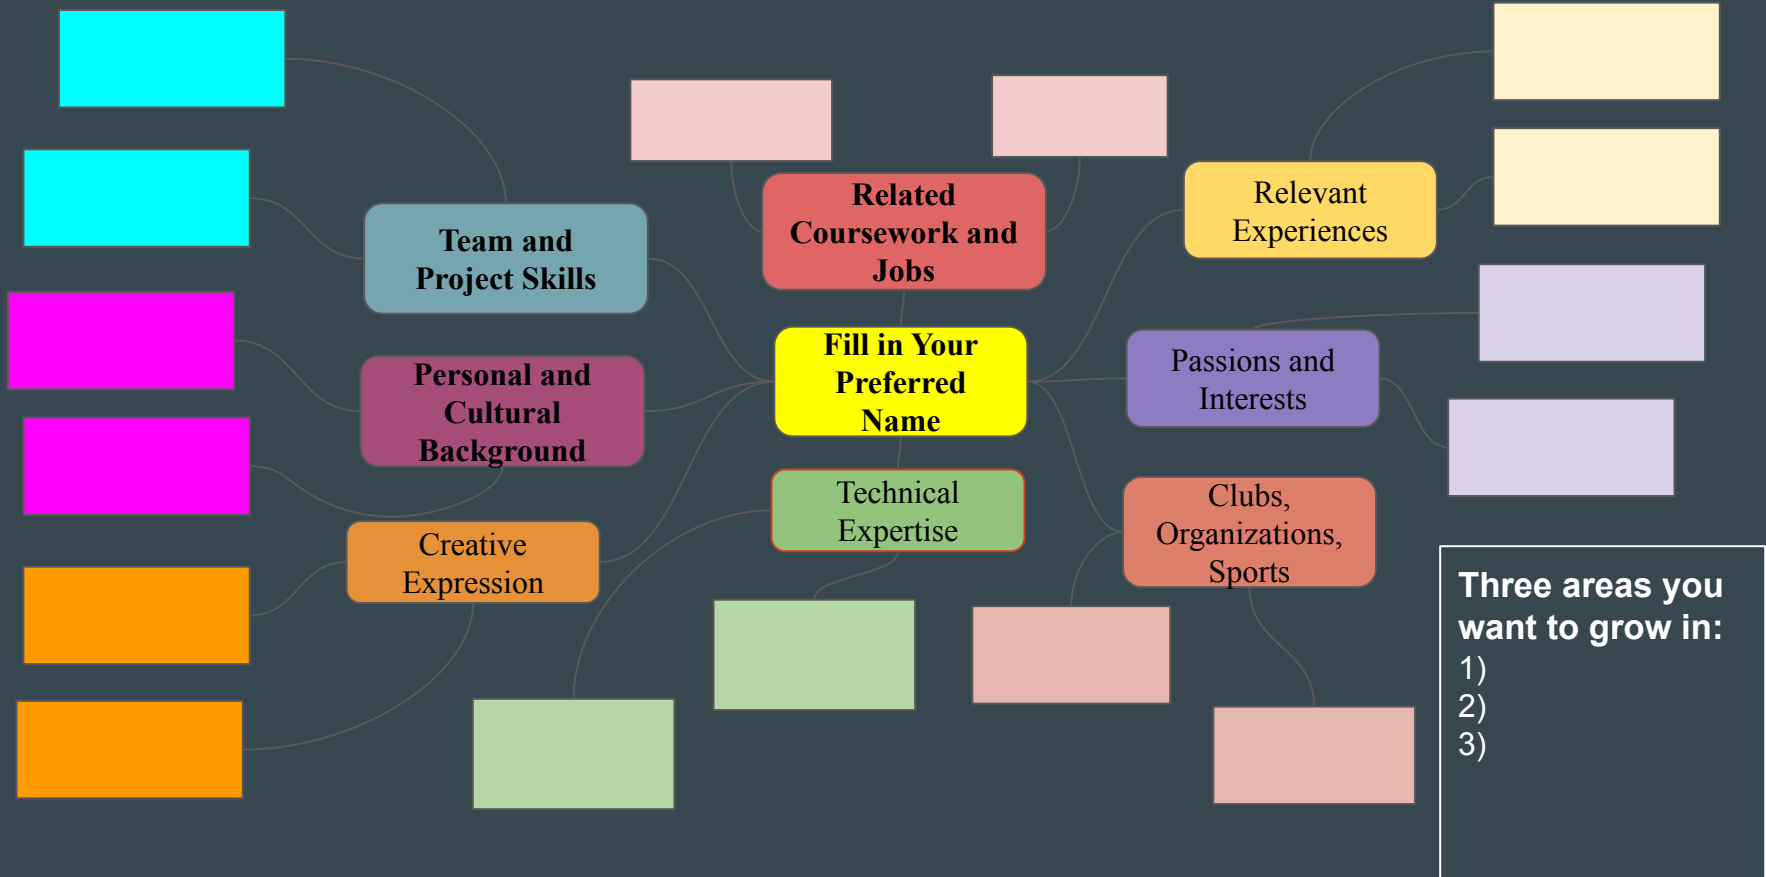 Related
Coursework and
Jobs
Relevant
Experiences
Team and
Project Skills
Fill in Your
Preferred
Name
Passions and
Interests
Personal and
Cultural
Background
Technical
Expertise
Clubs,
Organizations,
Sports
Creative
Expression
Three areas you
want to grow in:
1)
2)
3)